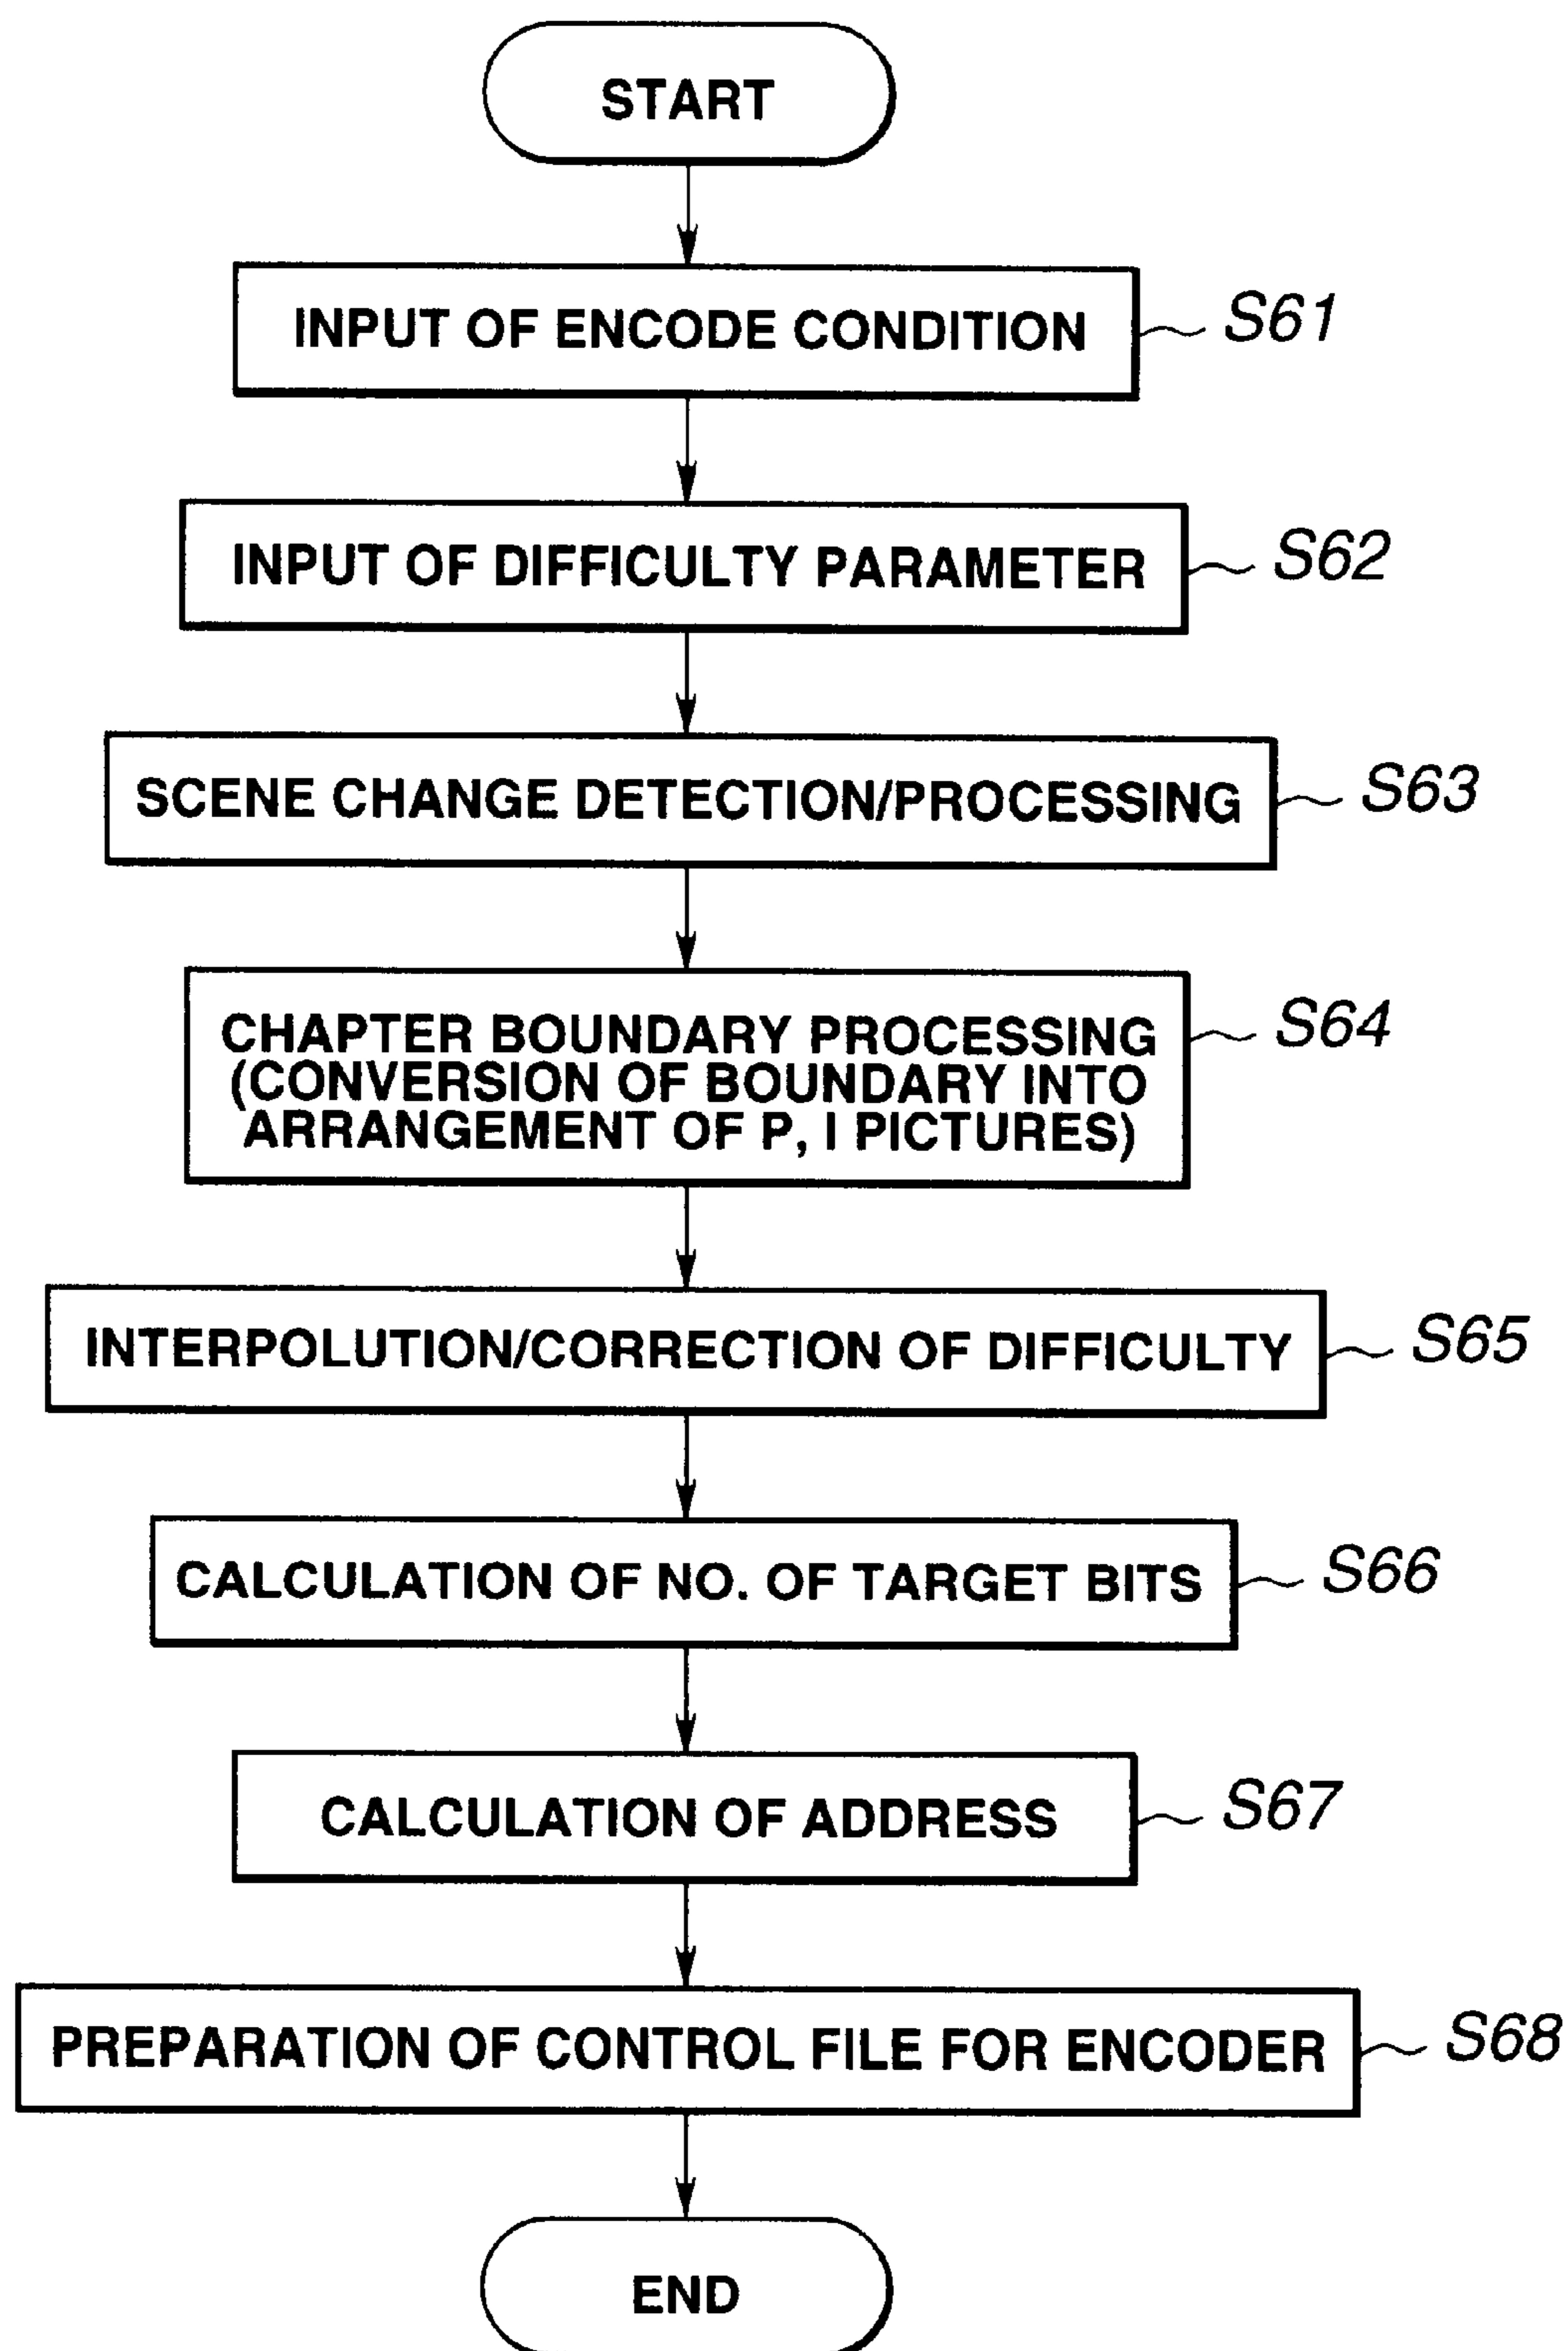 START
INPUT OF ENCODE CONDITION
S61
INPUT OF DIFFICULTY PARAMETER
S62
SCENE CHANGE DETECTION/PROCESSING
S63
CHAPTER BOUNDARY PROCESSING
(CONVERSION OF BOUNDARY INTO
ARRANGEMENT OF P, I PICTURES)
S64
INTERPOLUTION/CORRECTION OF DIFFICULTY
S65
CALCULATION OF NO. OF TARGET BITS
S66
CALCULATION OF ADDRESS
S67
PREPARATION OF CONTROL FILE FOR ENCODER
S68
END